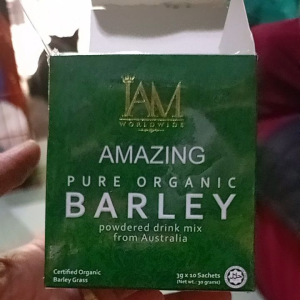 IAM
WORLDWIDE
AMAZING
PURE ORGANIC
BARLEY
powdered drink mix
from Australia
Certified Organic
Barley Grass
3g x 10 Sachets
(Net wt. 30 grams)